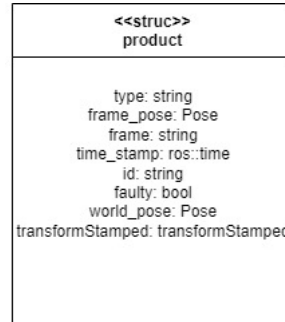 <<struc>>
product
type: string
frame_pose: Pose
frame: string
time_stamp: ros::time
id: string
faulty: bool
world_pose: Pose
transformStamped: transformStamped